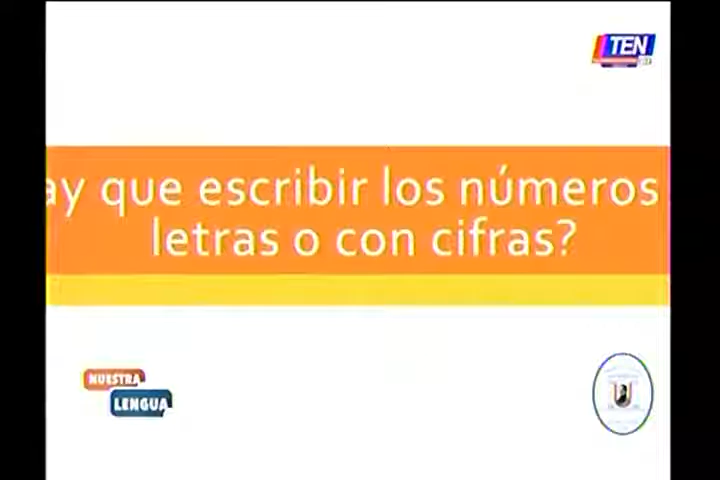 TEN
ay que escribir los números
letras o con cifras?
NUESTRA
LENGUA